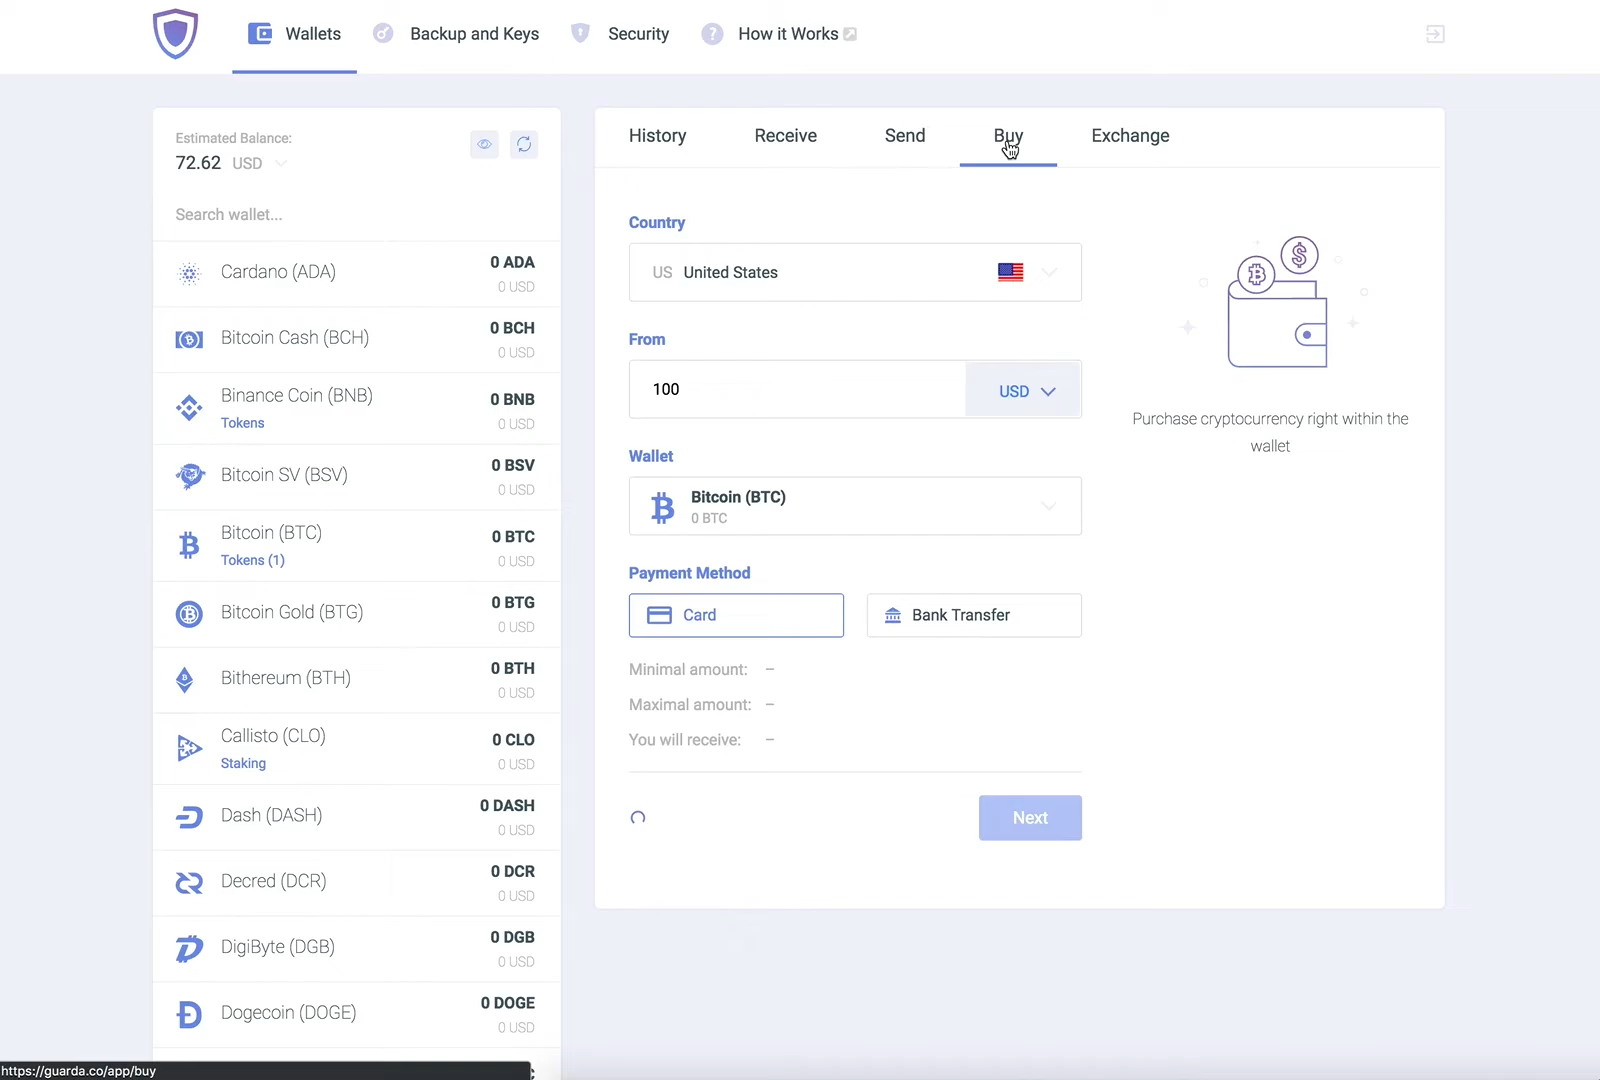 Wallets
Backup and Keys
Security
? How it Works
Estimated Balance:
72.62 USD
Search wallet...
Cardano (ADA)
0 ADA
0 USD
Bitcoin Cash (BCH)
0 BCH
0 USD
Binance Coin (BNB)
Tokens
0 BNB
0 USD
Bitcoin SV (BSV)
0 BSV
0 USD
Bitcoin (BTC)
Tokens (1)
0 BTC
0 USD
Bitcoin Gold (BTG)
0 BTG
0 USD
Bithereum (BTH)
0 BTH
0 USD
Callisto (CLO)
Staking
0 CLO
0 USD
Dash (DASH)
0 DASH
0 USD
Decred (DCR)
0 DCR
0 USD
DigiByte (DGB)
0 DGB
0 USD
Dogecoin (DOGE)
0 DOGE
0 USD
History
Receive
Send
Buy
Exchange
Country
US United States
From
100
USD
Wallet
Bitcoin (BTC)
0 BTC
Payment Method
Card
Bank Transfer
Minimal amount: –
Maximal amount: –
You will receive: –
Next
Purchase cryptocurrency right within the
wallet
https://guarda.co/app/buy